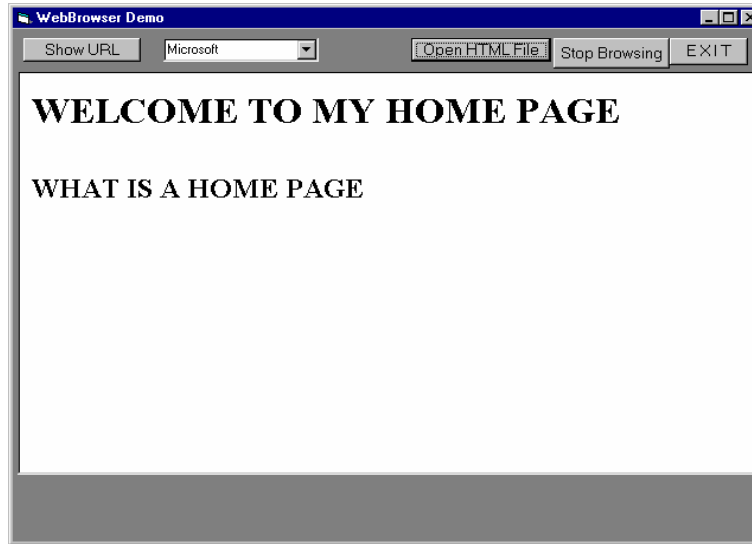 WebBrowser Demo
Show URL Microsoft Open HTML File Stop Browsing EXIT
WELCOME TO MY HOME PAGE
WHAT IS A HOME PAGE